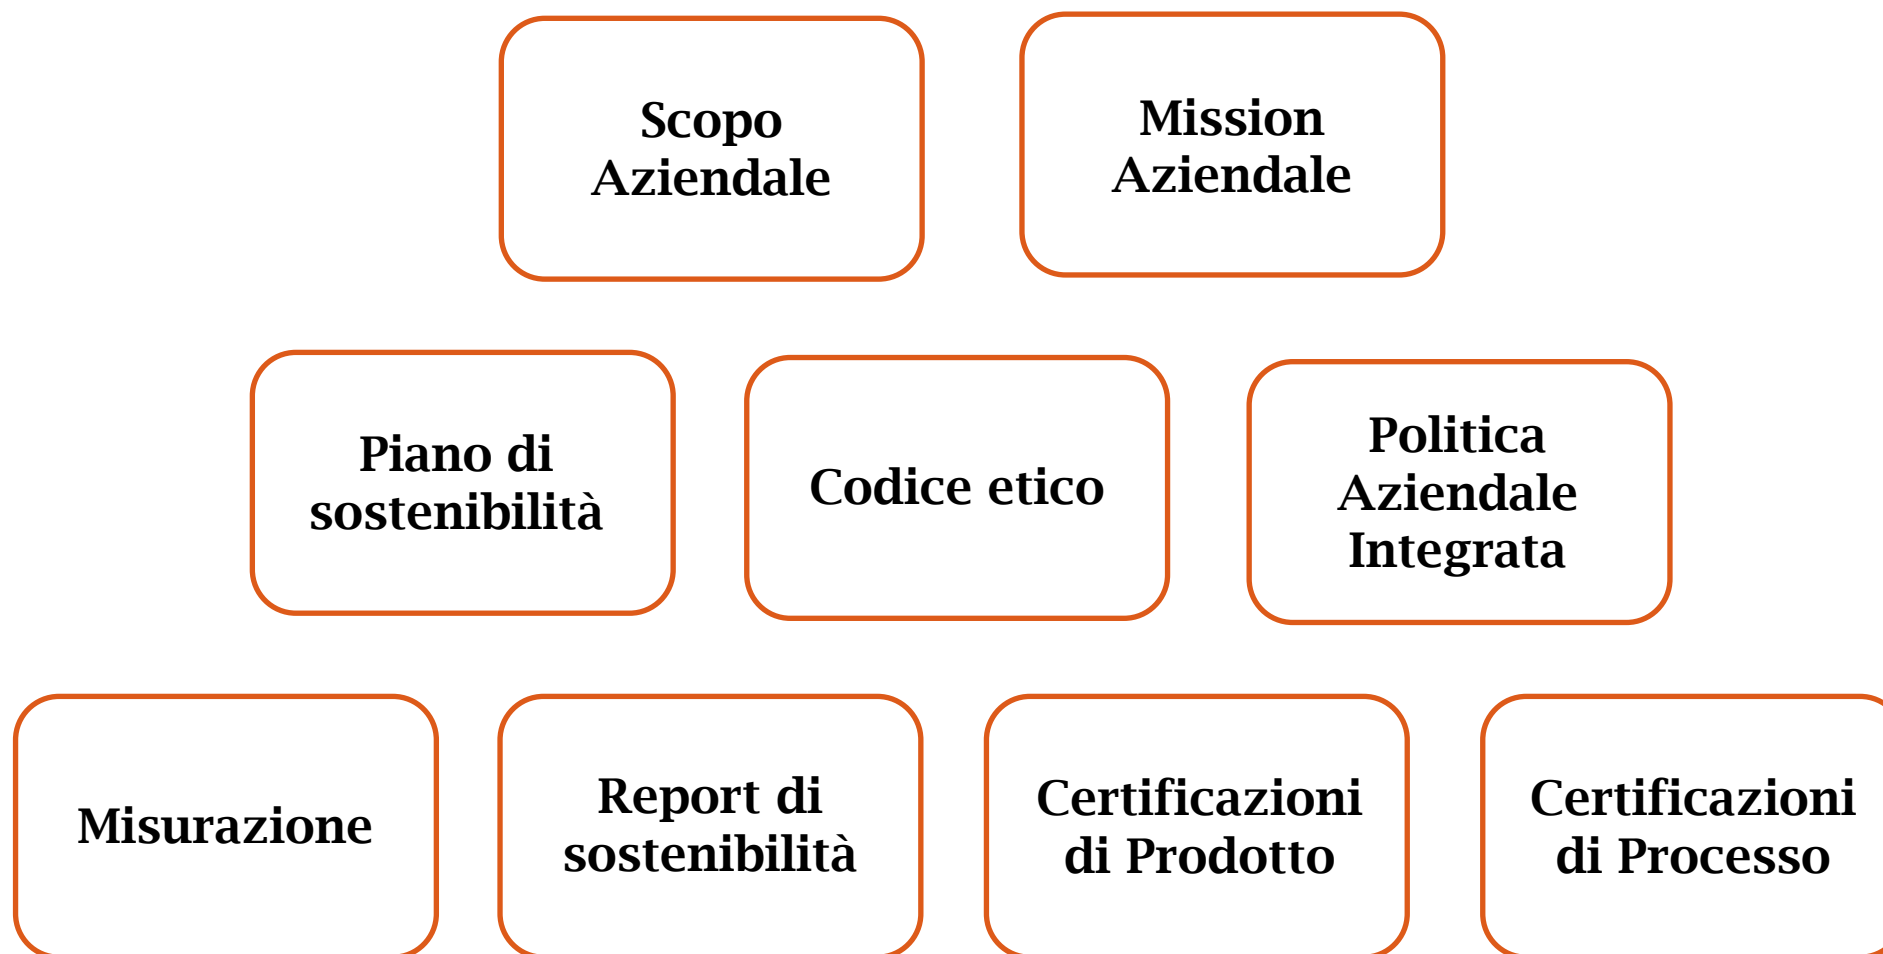 Scopo
Aziendale
Mission
Aziendale
Piano di
sostenibilità
Codice etico
Politica
Aziendale
Integrata
Misurazione
Report di
sostenibilità
Certificazioni
di Prodotto
Certificazioni
di Processo